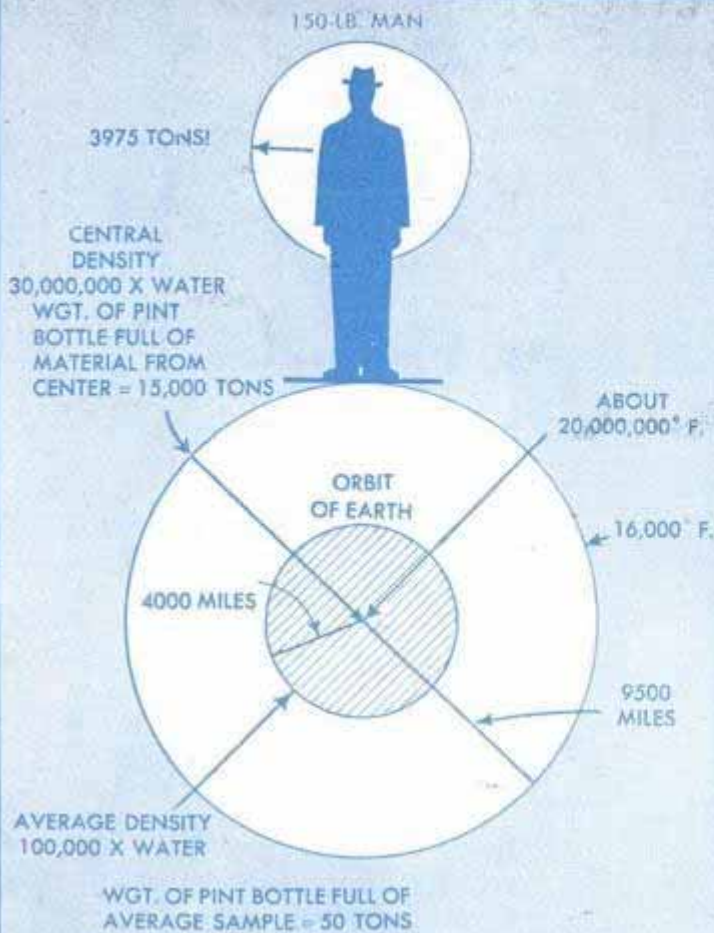 150-LB. MAN
3975 TONS!
CENTRAL
DENSITY
30,000,000 X WATER
WGT. OF PINT
BOTTLE FULL OF
MATERIAL FROM
CENTER = 15,000 TONS
ABOUT
20,000,000° F.
ORBIT
OF EARTH
16,000° F.
4000 MILES
9500
MILES
AVERAGE DENSITY
100,000 X WATER
WGT. OF PINT BOTTLE FULL OF
AVERAGE SAMPLE = 50 TONS